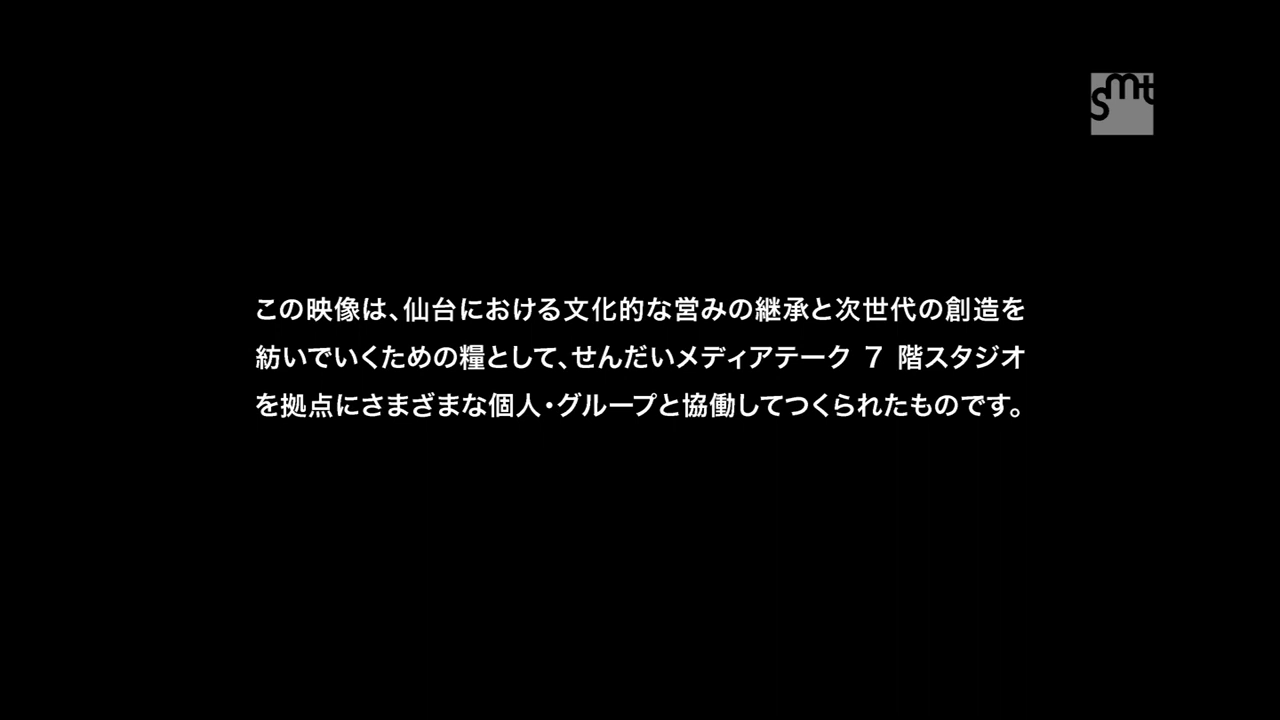 smt
この映像は、仙台における文化的な営みの継承と次世代の創造を
紡いでいくための糧として、せんだいメディアテーク 7 階スタジオ
を拠点にさまざまな個人・グループと協働してつくられたものです。